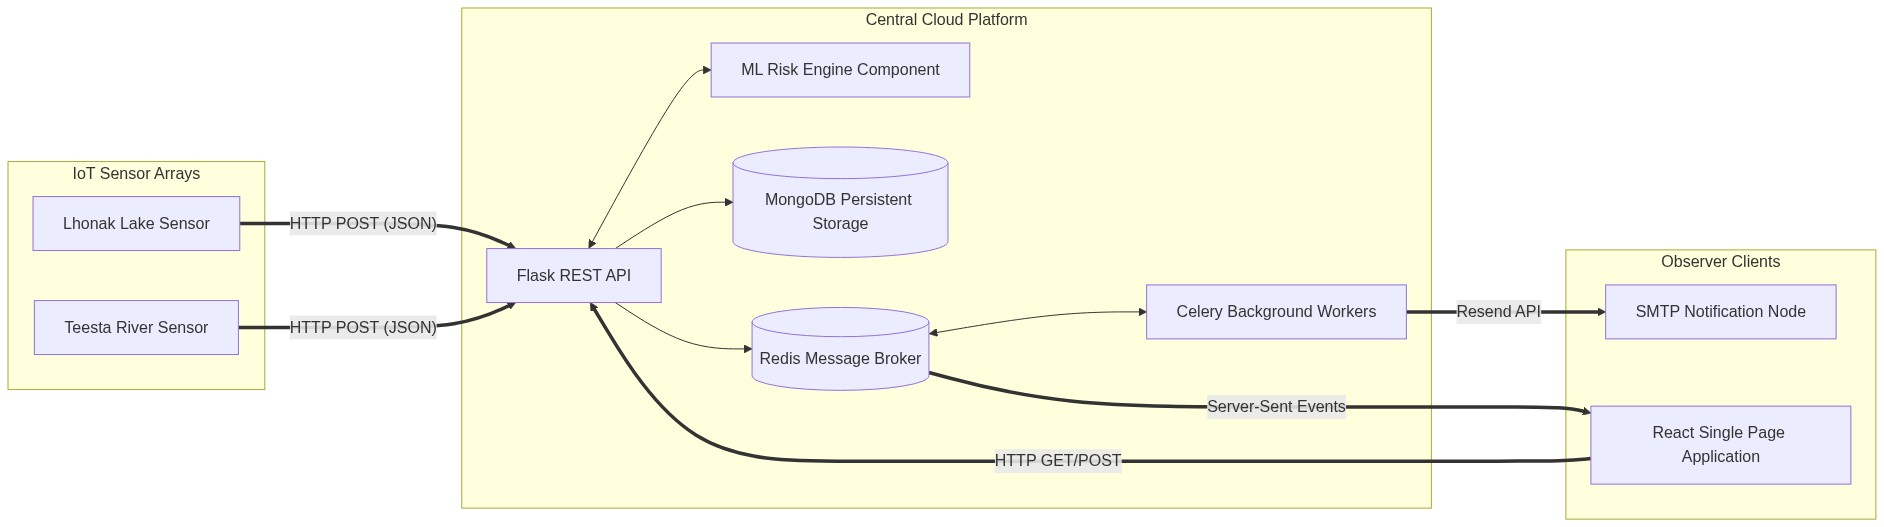 Central Cloud Platform
ML Risk Engine Component
IoT Sensor Arrays
Lhonak Lake Sensor
HTTP POST (JSON)
Teesta River Sensor
HTTP POST (JSON)
Flask REST API
MongoDB Persistent
Storage
Redis Message Broker
Celery Background Workers
Resend API
Server-Sent Events
HTTP GET/POST
Observer Clients
SMTP Notification Node
React Single Page
Application